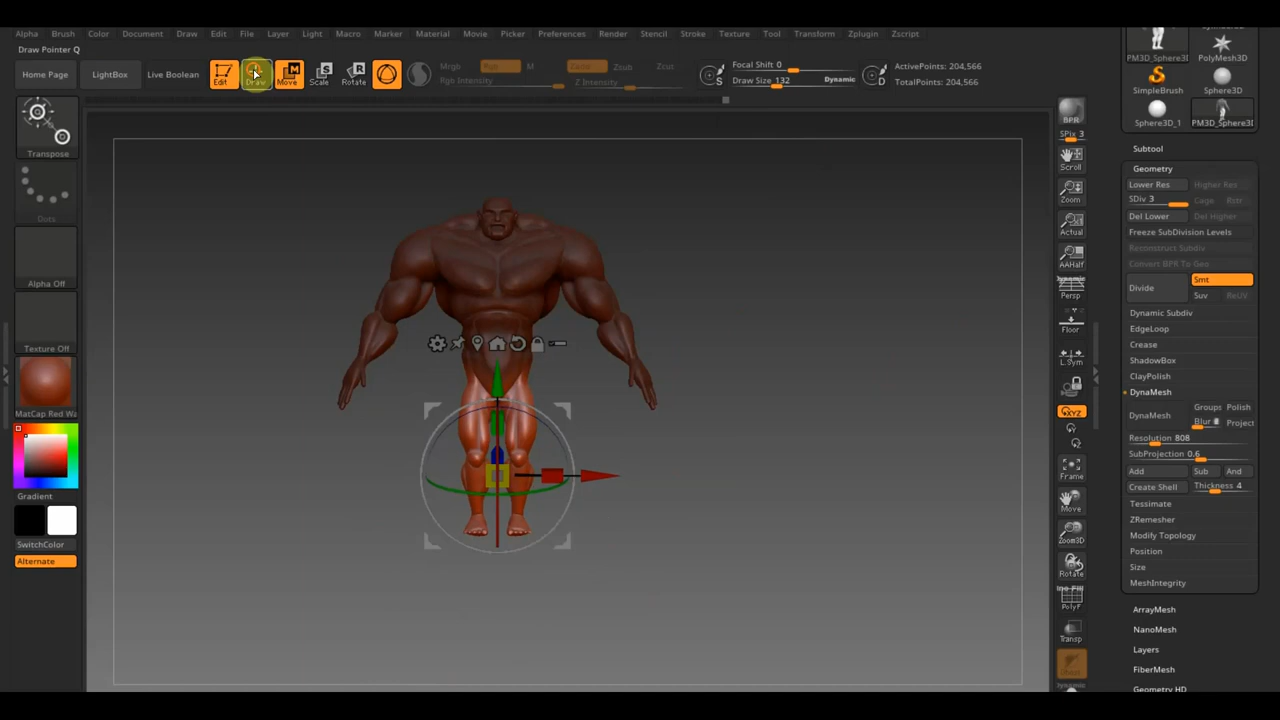 Alpha Brush Color Document Draw Edit File Layer Light Macro Marker Material Movie Picker Preferences Render Stencil Stroke Texture Tool Transform Zplugin Zscript
Draw Pointer Q
Home Page LightBox Live Boolean Edit Draw Move Scale Rotate
Mrgb Rgb M
Rgb Intensity
Zadd Zsub Zcut
Z Intensity
Focal Shift 0
Draw Size 132 Dynamic
ActivePoints: 204,566
TotalPoints: 204,566
Transpose
Dots
Alpha Off
Texture Off
MatCap Red Wa
Gradient
SwitchColor
Alternate
BPR
SPix 3
Scroll
Zoom
Actual
AAHalf
Dynamic
Persp
Floor
L.Sym
XYZ
Frame
Move
Zoom3D
Rotate
PolyF
Transp
Dynamic
PM3D_Sphere3D PolyMesh3D
SimpleBrush Sphere3D
Sphere3D_1 PM3D_Sphere3D
Subtool
Geometry
Lower Res Higher Res
SDiv 3 Cage Rstr
Del Lower Del Higher
Freeze SubDivision Levels
Reconstruct Subdiv
Convert BPR To Geo
Divide Smt
Suv ReUV
Dynamic Subdiv
EdgeLoop
Crease
ShadowBox
ClayPolish
DynaMesh
DynaMesh Groups Polish
Blur Project
Resolution 808
SubProjection 0.6
Add Sub And
Create Shell Thickness 4
Tessimate
ZRemesher
Modify Topology
Position
Size
MeshIntegrity
ArrayMesh
NanoMesh
Layers
FiberMesh
Geometry HD